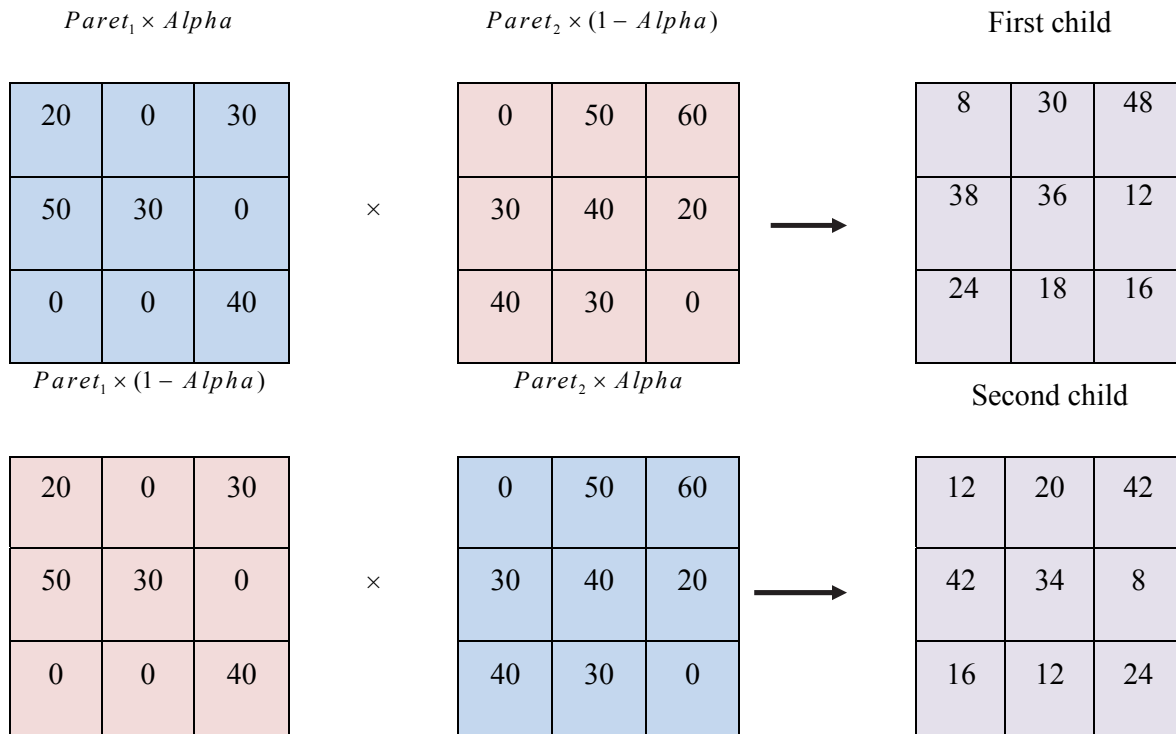 Paret₁ × Alpha Paret₂ × (1 − Alpha) First child
20 0 30 0 50 60 8 30 48
50 30 0 × 30 40 20 38 36 12
0 0 40 40 30 0 24 18 16
Paret₁ × (1 − Alpha) Paret₂ × Alpha Second child
20 0 30 0 50 60 12 20 42
50 30 0 × 30 40 20 42 34 8
0 0 40 40 30 0 16 12 24